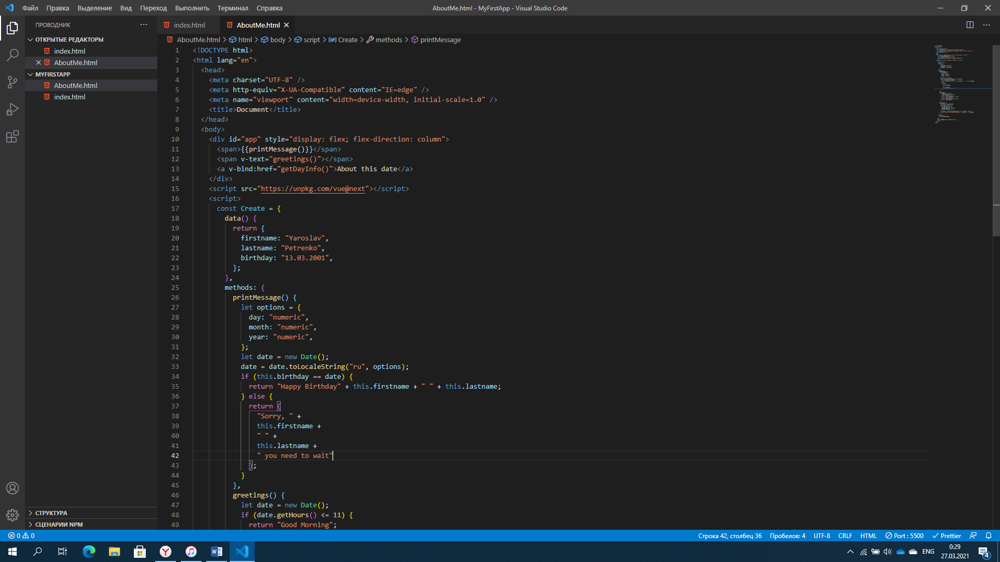 Файл Правка Выделение Вид Переход Выполнить Терминал Справка AboutMe.html - MyFirstApp - Visual Studio Code
ПРОВОДНИК
ОТКРЫТЫЕ РЕДАКТОРЫ
index.html
AboutMe.html
MYFIRSTAPP
AboutMe.html
index.html
СТРУКТУРА
СЦЕНАРИИ NPM
index.html AboutMe.html
AboutMe.html > html > body > script > Create > methods > printMessage
1 <!DOCTYPE html>
2 <html lang="en">
3 <head>
4 <meta charset="UTF-8" />
5 <meta http-equiv="X-UA-Compatible" content="IE=edge" />
6 <meta name="viewport" content="width=device-width, initial-scale=1.0" />
7 <title>Document</title>
8 </head>
9 <body>
10 <div id="app" style="display: flex; flex-direction: column">
11 <span>{{printMessage()}}</span>
12 <span v-text="greetings()"></span>
13 <a v-bind:href="getDayInfo()">About this date</a>
14 </div>
15 <script src="https://unpkg.com/vue@next"></script>
16 <script>
17 const Create = {
18 data() {
19 return {
20 firstname: "Yaroslav",
21 lastname: "Petrenko",
22 birthday: "13.03.2001",
23 };
24 },
25 methods: {
26 printMessage() {
27 let options = {
28 day: "numeric",
29 month: "numeric",
30 year: "numeric",
31 };
32 let date = new Date();
33 date = date.toLocaleString("ru", options);
34 if (this.birthday == date) {
35 return "Happy Birthday" + this.firstname + " " + this.lastname;
36 } else {
37 return (
38 "Sorry, " +
39 this.firstname +
40 " " +
41 this.lastname +
42 " you need to wait"
43 );
44 }
45 },
46 greetings() {
47 let date = new Date();
48 if (date.getHours() <= 11) {
49 return "Good Morning";
0 0 Строка 42, столбец 36 Пробелов: 4 UTF-8 CRLF HTML Port : 5500 Prettier
ENG 0:29
27.03.2021
4